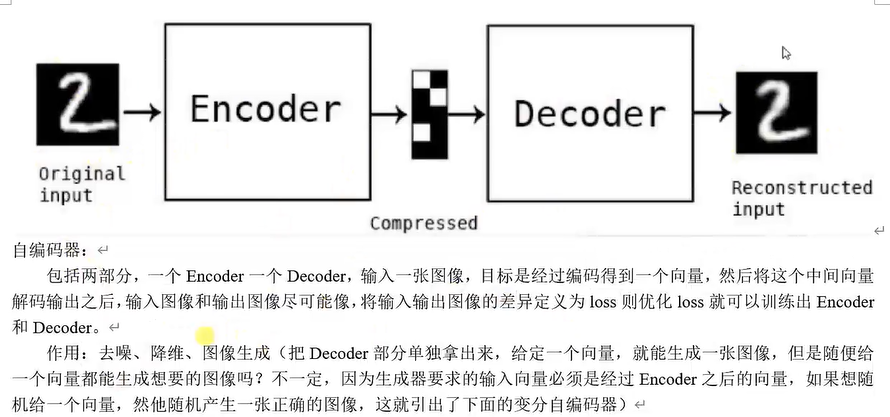 Encoder
Decoder
Original
input
Compressed
Reconstructed
input
自编码器：
包括两部分，一个 Encoder 一个 Decoder，输入一张图像，目标是经过编码得到一个向量，然后将这个中间向量
解码输出之后，输入图像和输出图像尽可能像，将输入输出图像的差异定义为 loss 则优化 loss 就可以训练出 Encoder
和 Decoder。
作用：去噪、降维、图像生成（把 Decoder 部分单独拿出来，给定一个向量，就能生成一张图像，但是随便给
一个向量都能生成想要的图像吗？不一定，因为生成器要求的输入向量必须是经过 Encoder 之后的向量，如果想随
机给一个向量，然他随机产生一张正确的图像，这就引出了下面的变分自编码器）